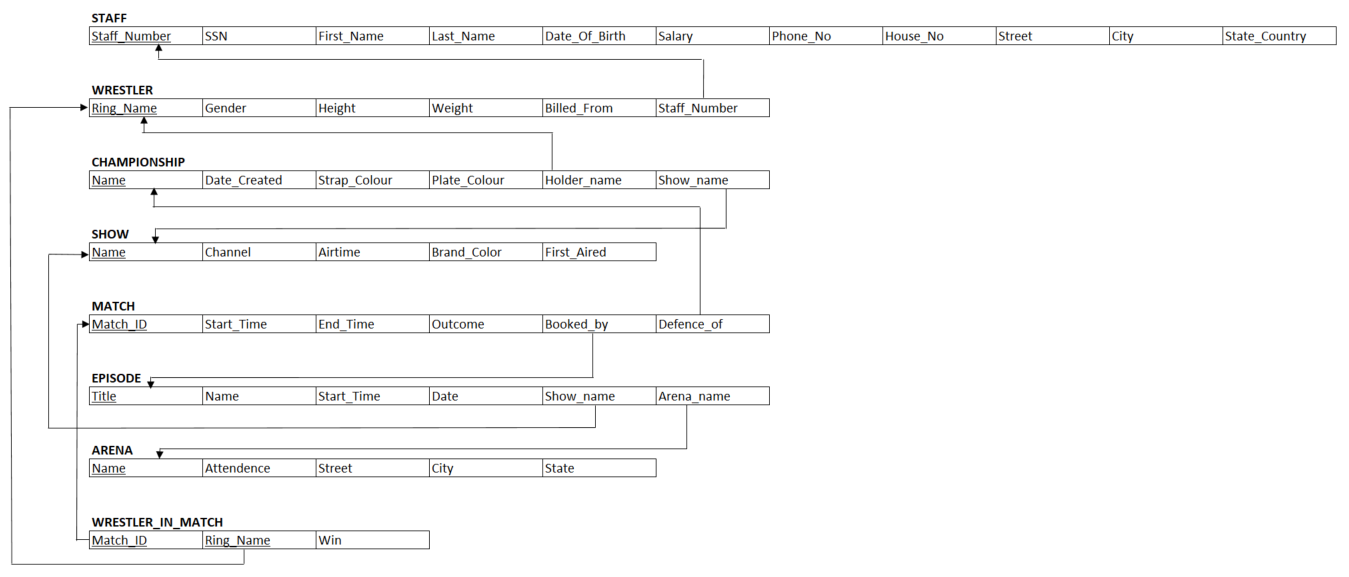 STAFF
Staff_Number SSN First_Name Last_Name Date_Of_Birth Salary Phone_No House_No Street City State_Country
WRESTLER
Ring_Name Gender Height Weight Billed_From Staff_Number
CHAMPIONSHIP
Name Date_Created Strap_Colour Plate_Colour Holder_name Show_name
SHOW
Name Channel Airtime Brand_Color First_Aired
MATCH
Match_ID Start_Time End_Time Outcome Booked_by Defence_of
EPISODE
Title Name Start_Time Date Show_name Arena_name
ARENA
Name Attendence Street City State
WRESTLER_IN_MATCH
Match_ID Ring_Name Win